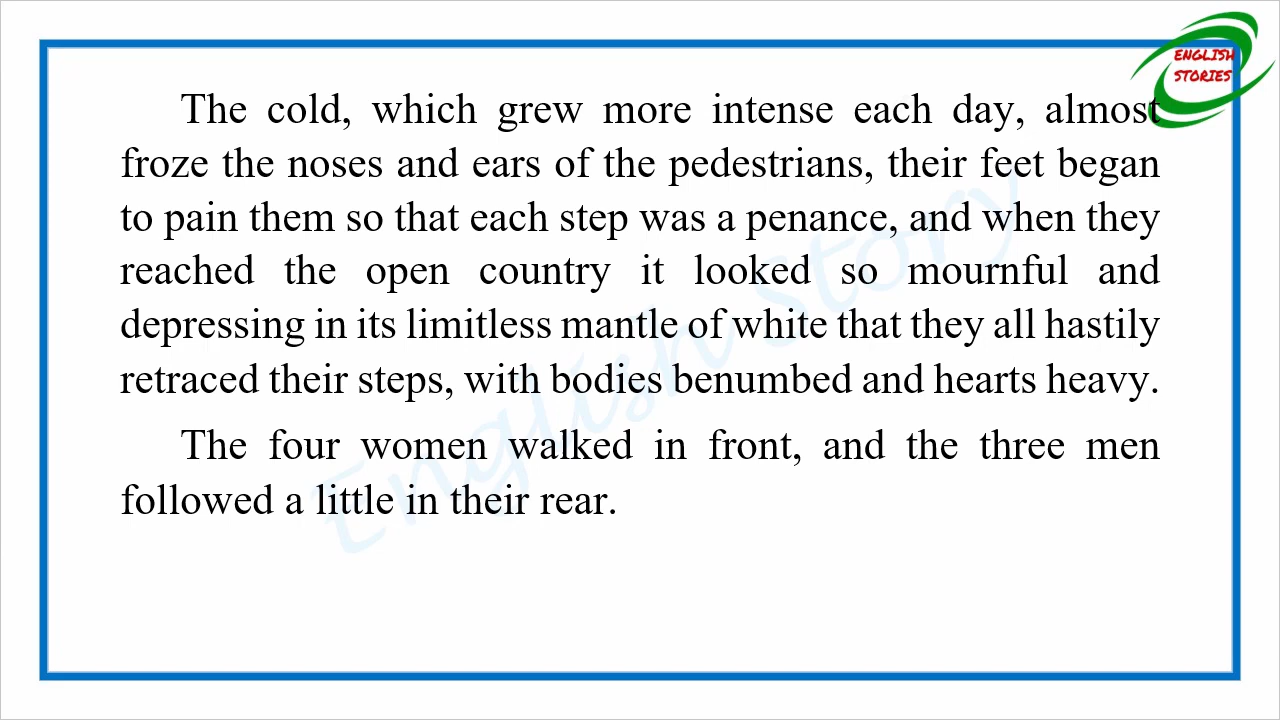 ENGLISH
STORIES
The cold, which grew more intense each day, almost
froze the noses and ears of the pedestrians, their feet began
to pain them so that each step was a penance, and when they
reached the open country it looked so mournful and
depressing in its limitless mantle of white that they all hastily
retraced their steps, with bodies benumbed and hearts heavy.
The four women walked in front, and the three men
followed a little in their rear.
English Story